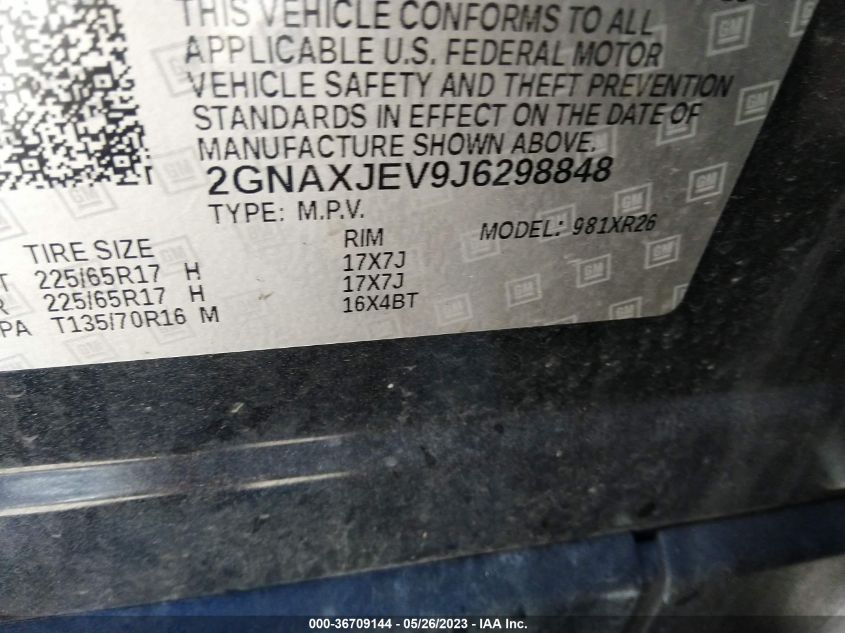 THIS VEHICLE CONFORMS TO ALL
APPLICABLE U.S. FEDERAL MOTOR
VEHICLE SAFETY AND THEFT PREVENTION
STANDARDS IN EFFECT ON THE DATE OF
MANUFACTURE SHOWN ABOVE.
2GNAXJEV9J6298848
TYPE: M.P.V.
MODEL: 981XR26
TIRE SIZE RIM
T 225/65R17 H 17X7J
R 225/65R17 H 17X7J
PA T135/70R16 M 16X4BT
GM
000-36709144 - 05/26/2023 - IAA Inc.